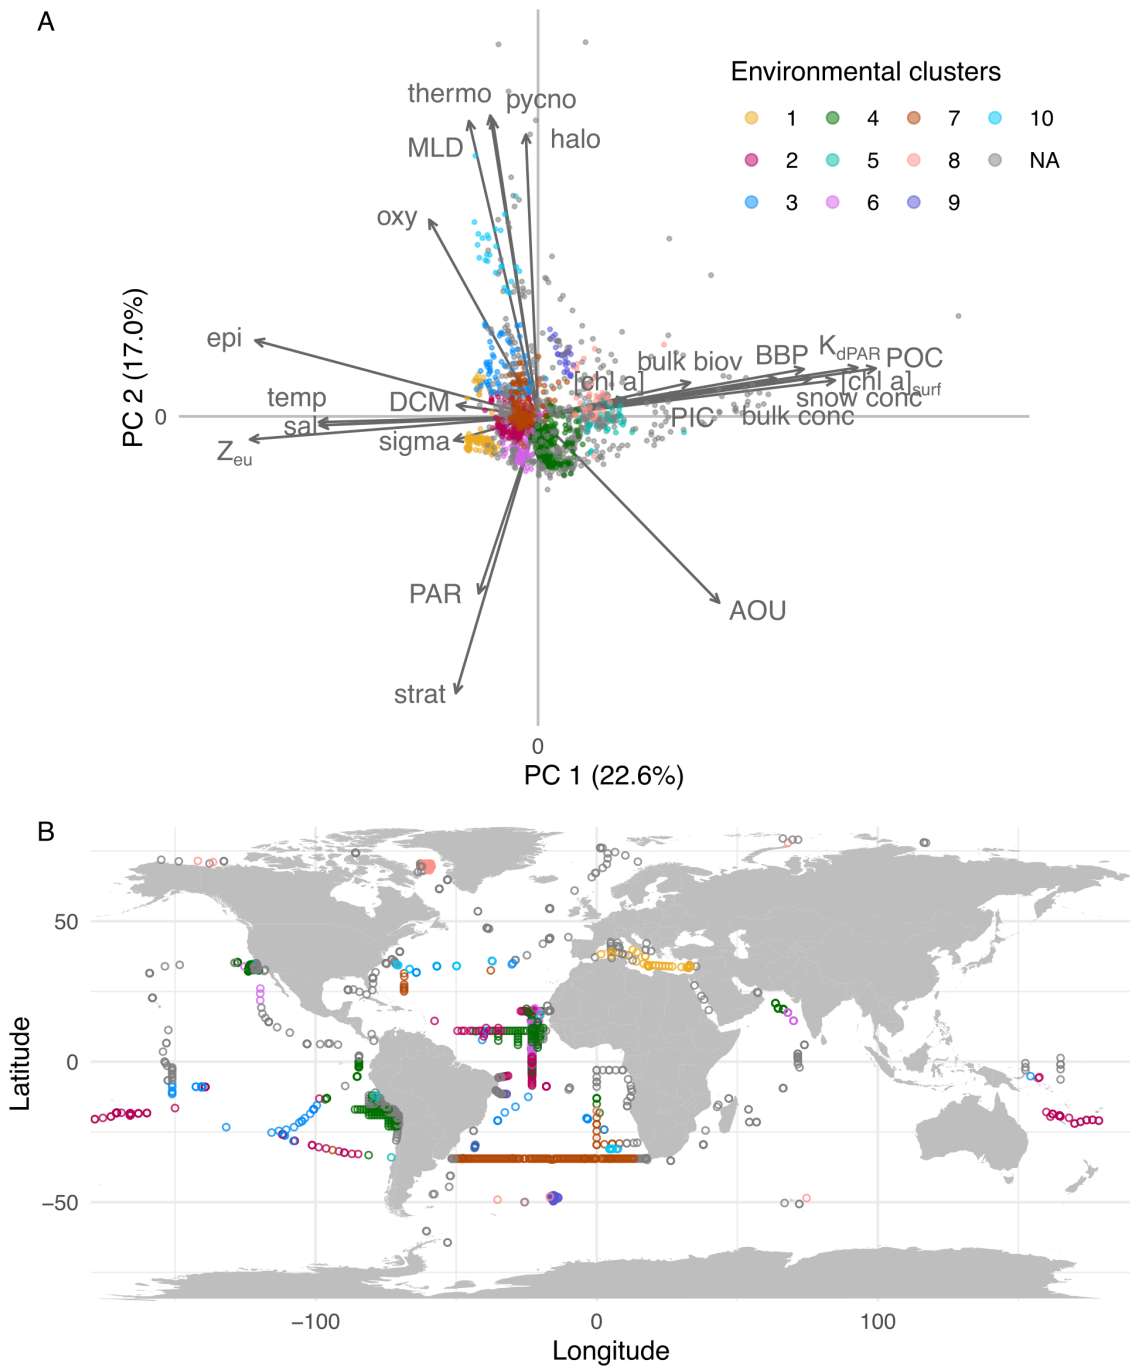 A
Environmental clusters
1 4 7 10
2 5 8 NA
3 6 9
thermo pycno
MLD halo
oxy
epi
bulk biov BBP KdPAR POC
temp DCM [chl a] [chl a]surf
snow conc
0 sal PIC bulk conc
sigma
Zeu
PAR
AOU
strat
PC 2 (17.0%)
0
PC 1 (22.6%)
B
50
0
−50
Latitude
−100 0 100
Longitude